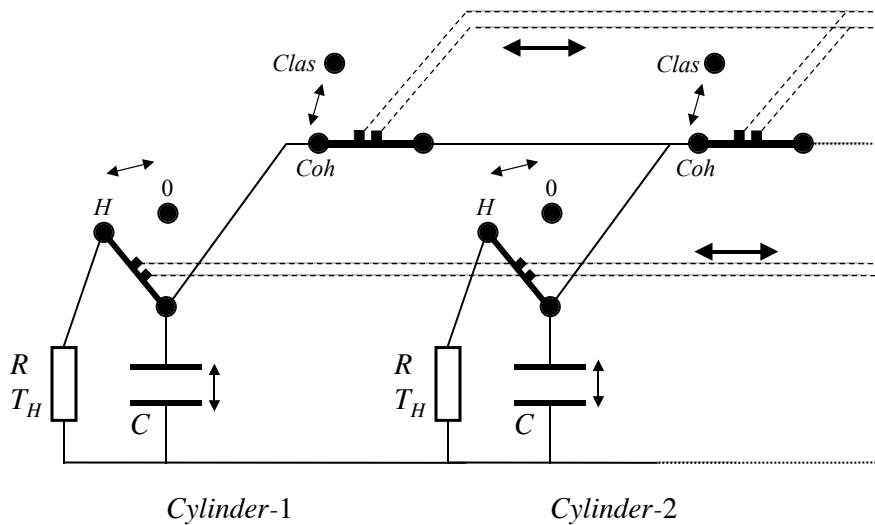 Clas
Clas
Coh
Coh
0
0
H
H
R
T_H
C
R
T_H
C
Cylinder-1
Cylinder-2